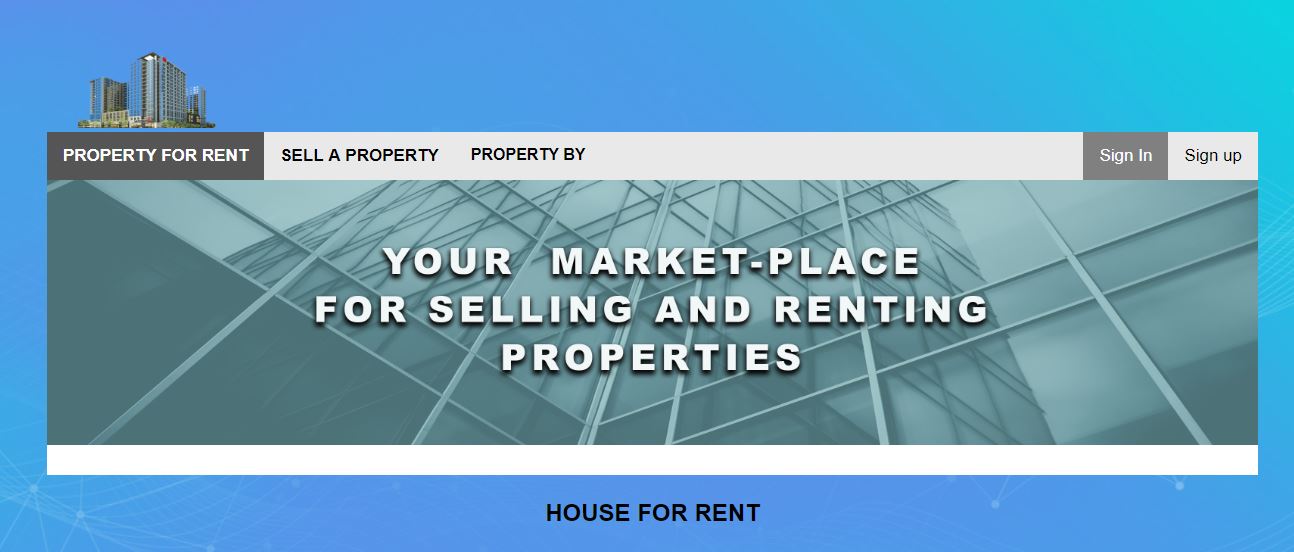 PROPERTY FOR RENT SELL A PROPERTY PROPERTY BY Sign In Sign up
YOUR MARKET-PLACE
FOR SELLING AND RENTING
PROPERTIES
HOUSE FOR RENT